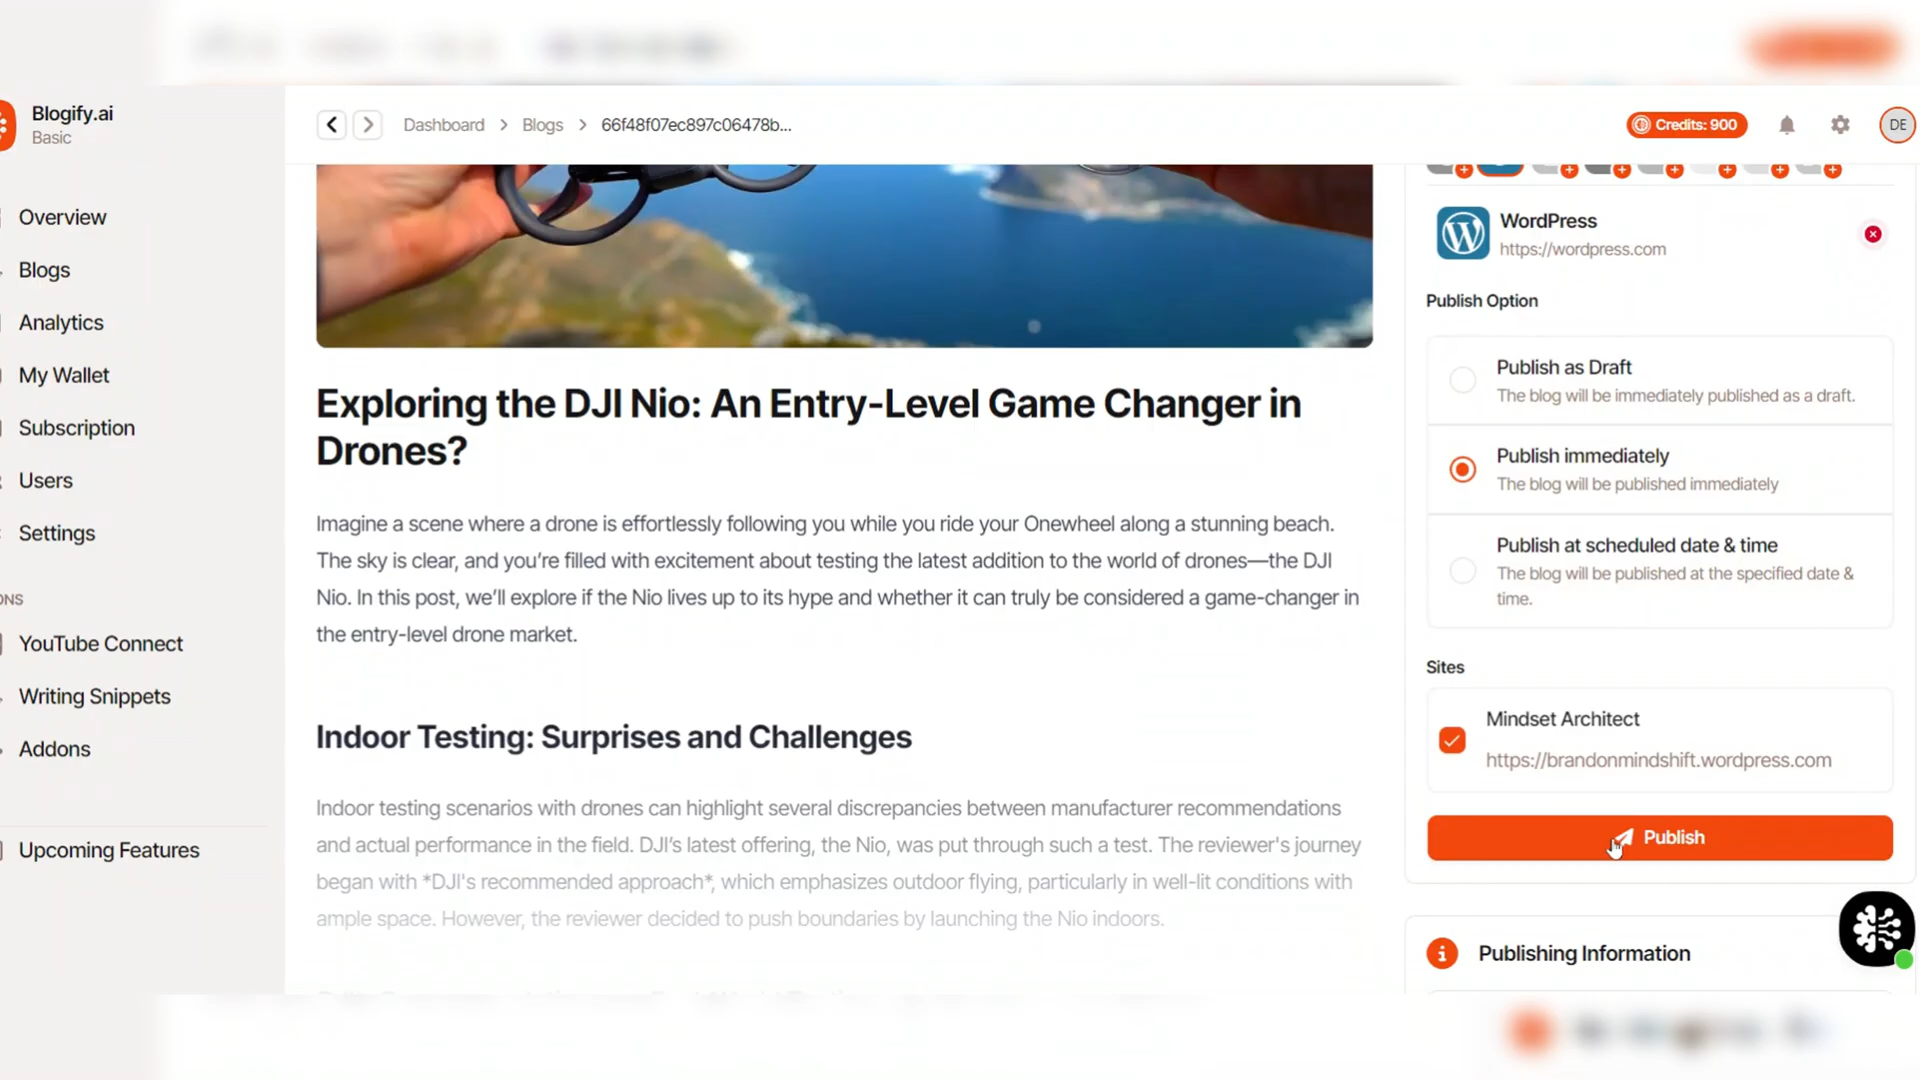 Blogify.ai
Basic
Overview
Blogs
Analytics
My Wallet
Subscription
Users
Settings
ONS
YouTube Connect
Writing Snippets
Addons
Upcoming Features
Dashboard > Blogs > 66f48f07ec897c06478b...
Credits: 900
DE
Exploring the DJI Nio: An Entry-Level Game Changer in
Drones?
Imagine a scene where a drone is effortlessly following you while you ride your Onewheel along a stunning beach.
The sky is clear, and you’re filled with excitement about testing the latest addition to the world of drones—the DJI
Nio. In this post, we’ll explore if the Nio lives up to its hype and whether it can truly be considered a game-changer in
the entry-level drone market.
Indoor Testing: Surprises and Challenges
Indoor testing scenarios with drones can highlight several discrepancies between manufacturer recommendations
and actual performance in the field. DJI’s latest offering, the Nio, was put through such a test. The reviewer's journey
began with *DJI's recommended approach*, which emphasizes outdoor flying, particularly in well-lit conditions with
ample space. However, the reviewer decided to push boundaries by launching the Nio indoors.
WordPress
https://wordpress.com
Publish Option
Publish as Draft
The blog will be immediately published as a draft.
Publish immediately
The blog will be published immediately
Publish at scheduled date & time
The blog will be published at the specified date &
time.
Sites
Mindset Architect
https://brandonmindshift.wordpress.com
Publish
Publishing Information